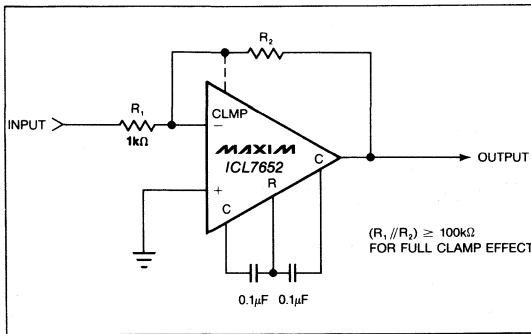 R2
CLMP
R1
INPUT
1kΩ
−
MAXIM
ICL7652
C
OUTPUT
+
R
C
(R1//R2) ≥ 100kΩ
FOR FULL CLAMP EFFECT
0.1µF 0.1µF